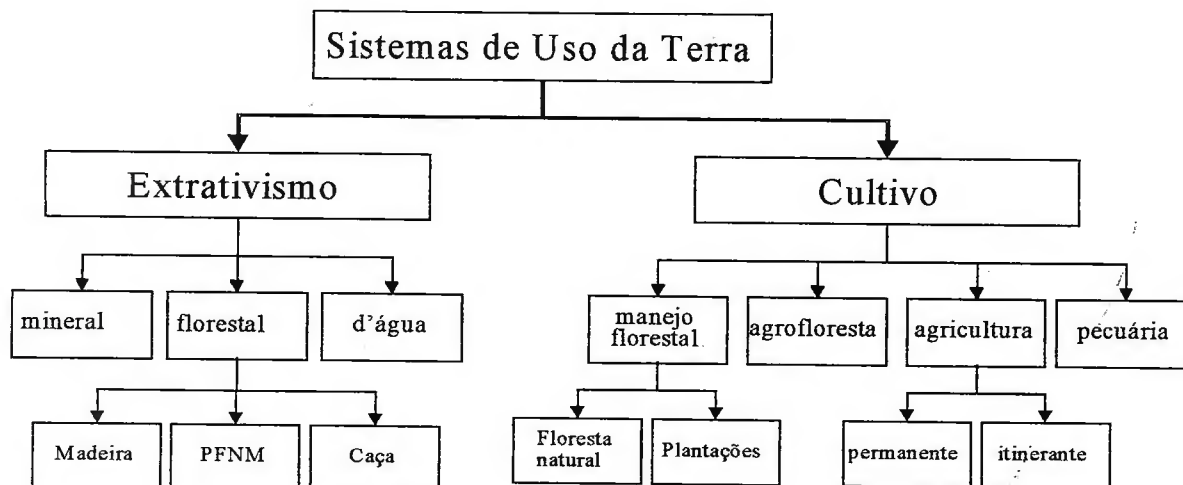 Sistemas de Uso da Terra
Extrativismo
Cultivo
mineral
florestal
d'água
manejo
florestal
agrofloresta
agricultura
pecuária
Madeira
PFNM
Caça
Floresta
natural
Plantações
permanente
itinerante